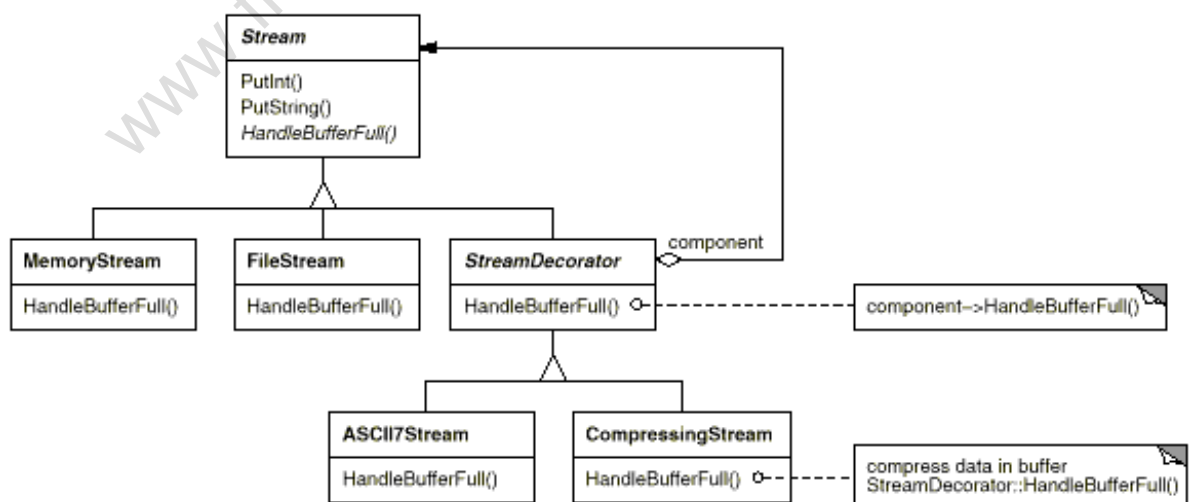 Stream
PutInt()
PutString()
HandleBufferFull()
component
MemoryStream
HandleBufferFull()
FileStream
HandleBufferFull()
StreamDecorator
HandleBufferFull()
component–>HandleBufferFull()
ASCII7Stream
HandleBufferFull()
CompressingStream
HandleBufferFull()
compress data in buffer
StreamDecorator::HandleBufferFull()